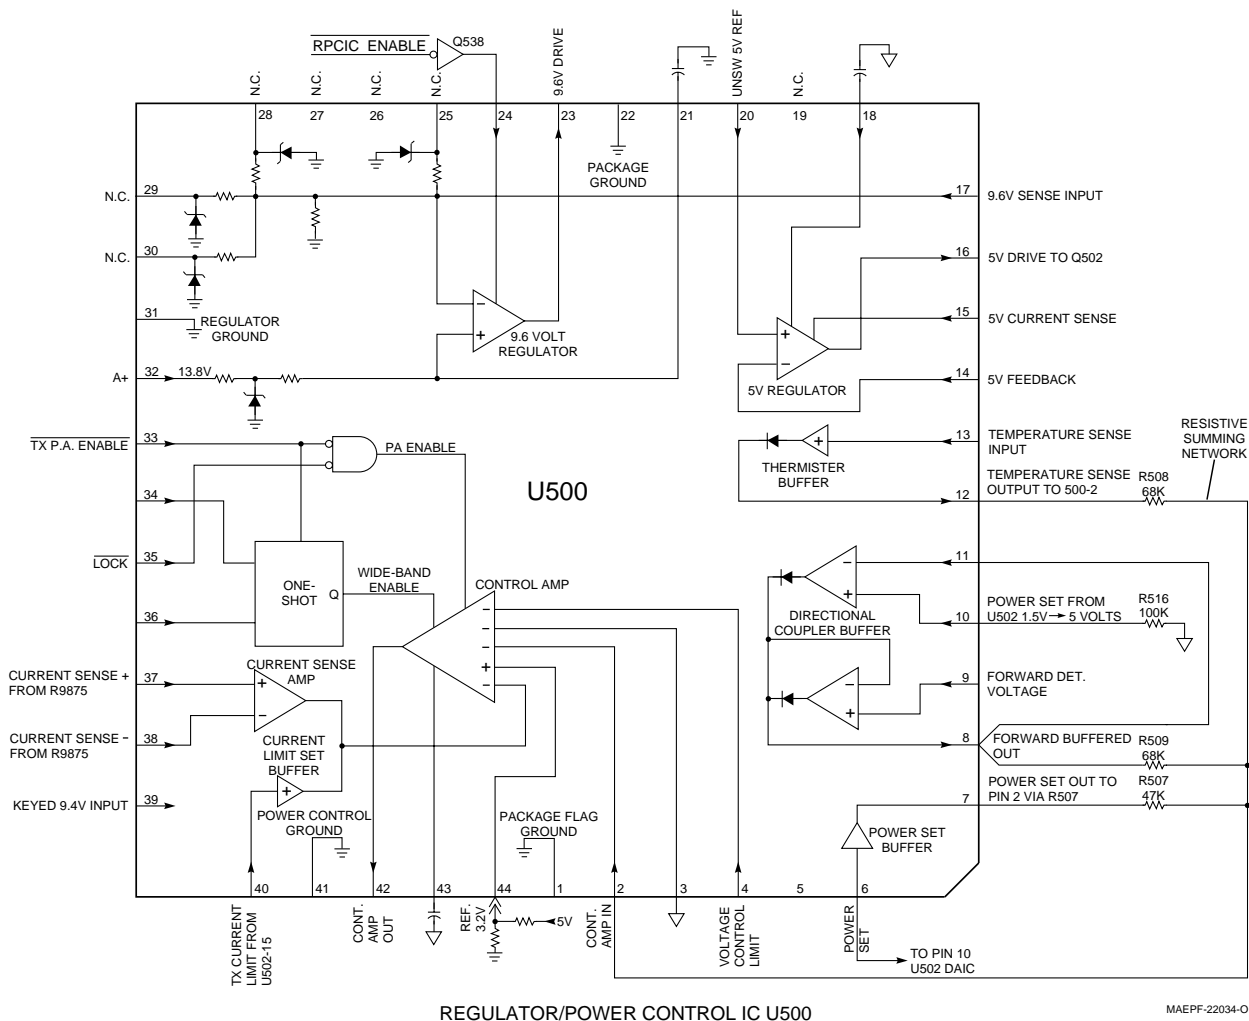 RPCIC ENABLE
Q538
9.6V DRIVE
UNSW 5V REF
N.C.
N.C.
N.C.
N.C.
N.C.
28
27
26
25
24
23
22
21
20
19
18
PACKAGE
GROUND
N.C.
29
17
9.6V SENSE INPUT
N.C.
30
16
5V DRIVE TO Q502
31
REGULATOR
GROUND
−
+
9.6 VOLT
REGULATOR
+
−
5V REGULATOR
15
5V CURRENT SENSE
A+
32
13.8V
14
5V FEEDBACK
TX P.A. ENABLE
33
PA ENABLE
+
THERMISTER
BUFFER
13
TEMPERATURE SENSE
INPUT
RESISTIVE
SUMMING
NETWORK
34
U500
12
TEMPERATURE SENSE
OUTPUT TO 500-2
R508
68K
LOCK
35
ONE-
SHOT
Q
WIDE-BAND
ENABLE
CONTROL AMP
−
−
−
+
−
−
+
DIRECTIONAL
COUPLER BUFFER
11
36
10
POWER SET FROM
U502 1.5V→ 5 VOLTS
R516
100K
CURRENT SENSE +
FROM R9875
37
CURRENT SENSE
AMP
+
−
−
+
9
FORWARD DET.
VOLTAGE
CURRENT SENSE −
FROM R9875
38
CURRENT
LIMIT SET
BUFFER
+
8
FORWARD BUFFERED
OUT
R509
68K
KEYED 9.4V INPUT
39
POWER CONTROL
GROUND
PACKAGE FLAG
GROUND
POWER SET
BUFFER
7
POWER SET OUT TO
PIN 2 VIA R507
R507
47K
40
41
42
43
44
1
2
3
4
5
6
TX CURRENT
LIMIT FROM
U502-15
CONT.
AMP
OUT
REF.
3.2V
5V
CONT.
AMP IN
VOLTAGE
CONTROL
LIMIT
POWER
SET
TO PIN 10
U502 DAIC
REGULATOR/POWER CONTROL IC U500
MAEPF-22034-O